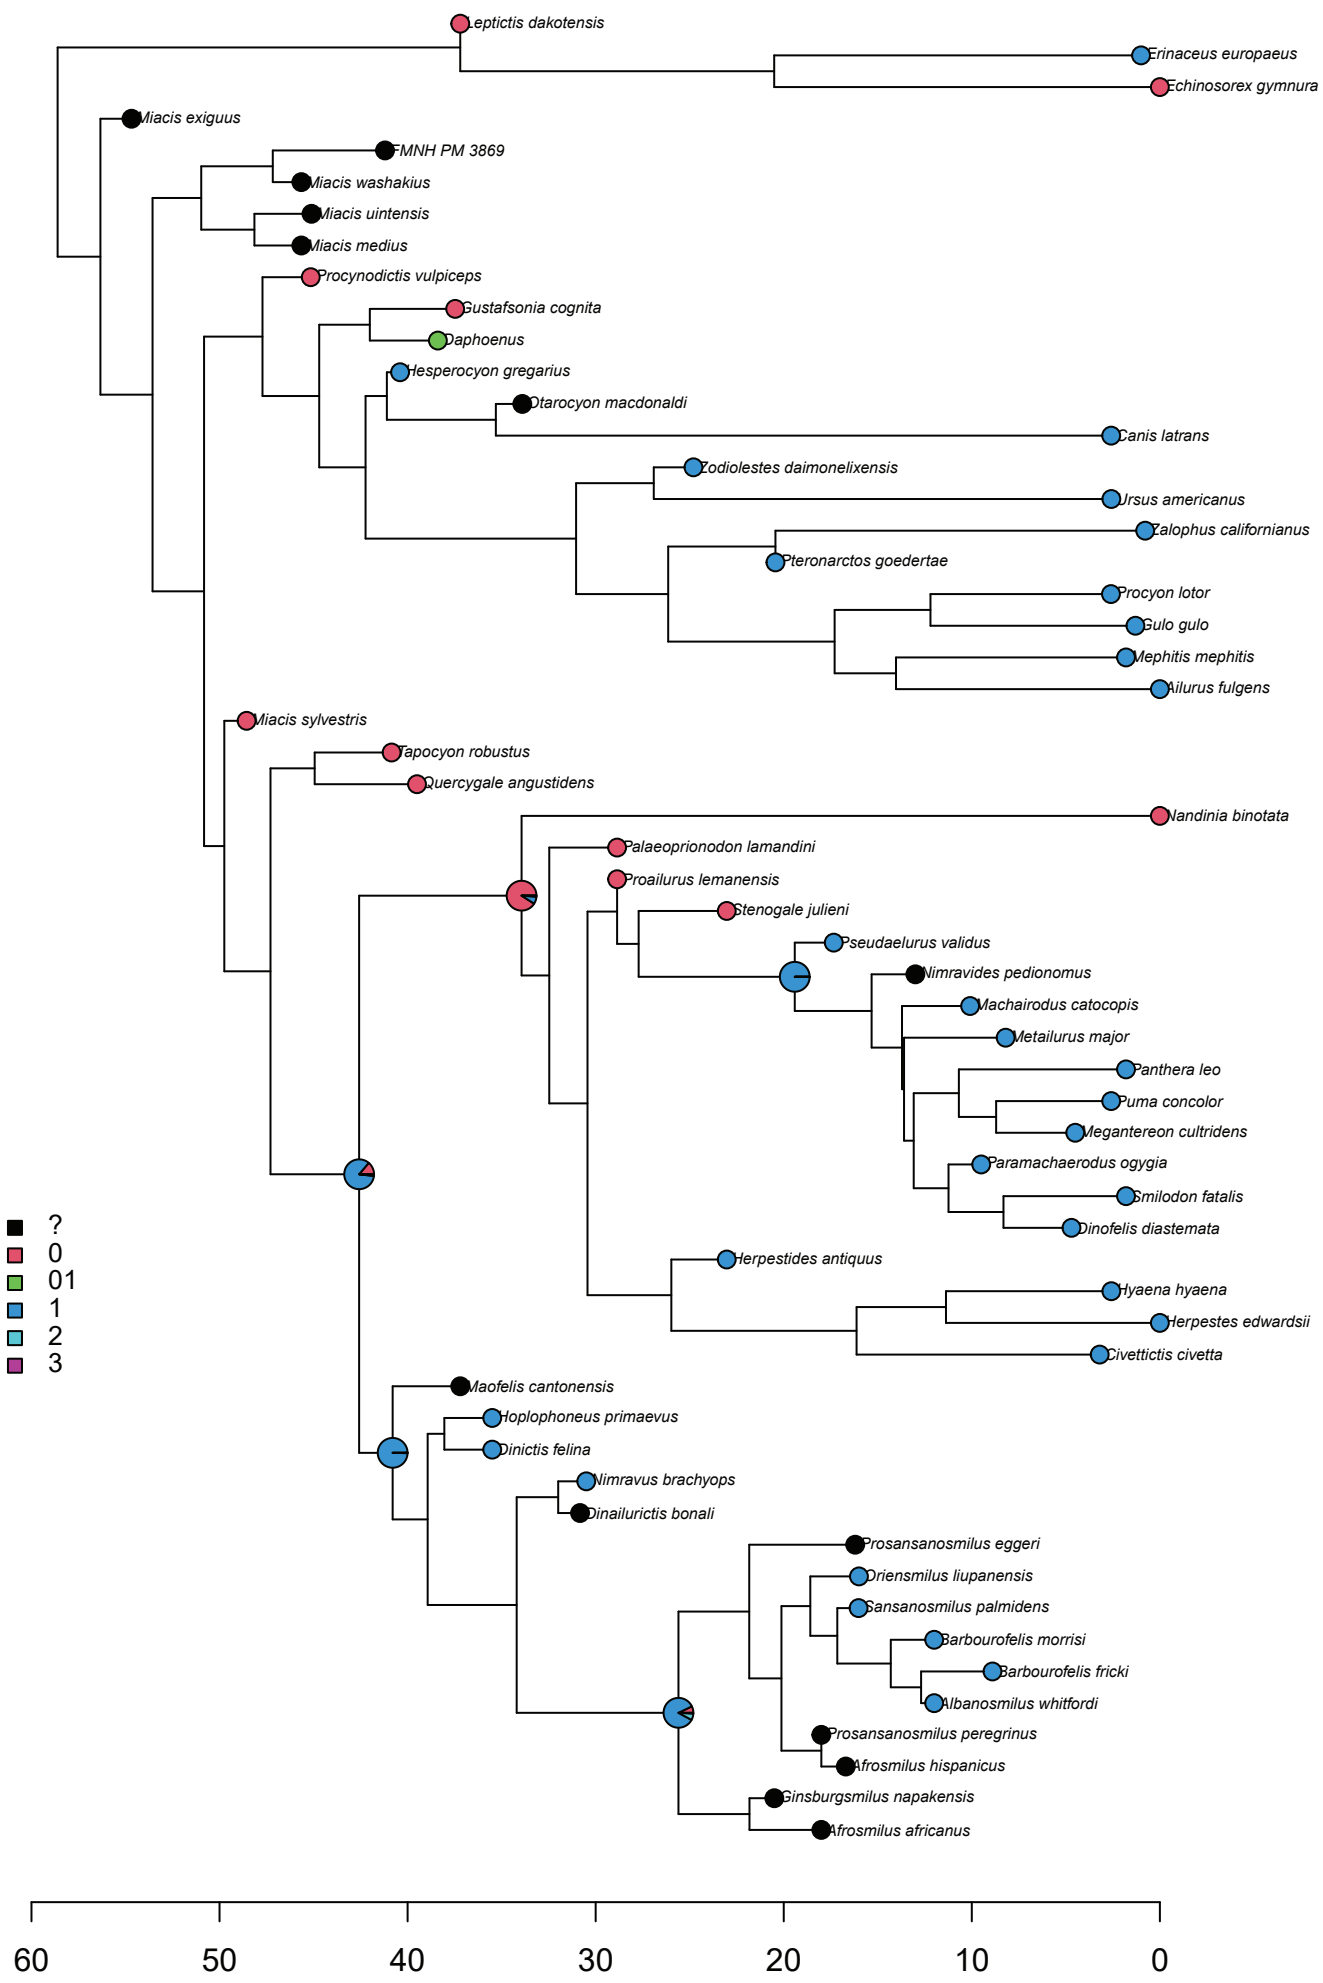 Leptictis dakotensis
Erinaceus europaeus
Echinosorex gymnura
Miacis exiguus
FMNH PM 3869
Miacis washakius
Miacis uintensis
Miacis medius
Procynodictis vulpiceps
Gustafsonia cognita
Daphoenus
Hesperocyon gregarius
Otarocyon macdonaldi
Canis latrans
Zodiolestes daimonelixensis
Ursus americanus
Zalophus californianus
Pteronarctos goedertae
Procyon lotor
Gulo gulo
Mephitis mephitis
Ailurus fulgens
Miacis sylvestris
Tapocyon robustus
Quercygale angustidens
Nandinia binotata
Palaeoprionodon lamandini
Proailurus lemanensis
Stenogale julieni
Pseudaelurus validus
Nimravides pedionomus
Machairodus catocopis
Metailurus major
Panthera leo
Puma concolor
Megantereon cultridens
Paramachaerodus ogygia
Smilodon fatalis
Dinofelis diastemata
Herpestides antiquus
Hyaena hyaena
Herpestes edwardsii
Civettictis civetta
Maofelis cantonensis
Hoplophoneus primaevus
Dinictis felina
Nimravus brachyops
Dinailurictis bonali
Prosansanosmilus eggeri
Oriensmilus liupanensis
Sansanosmilus palmidens
Barbourofelis morrisi
Barbourofelis fricki
Albanosmilus whitfordi
Prosansanosmilus peregrinus
Afrosmilus hispanicus
Ginsburgsmilus napakensis
Afrosmilus africanus
?
0
01
1
2
3
60 50 40 30 20 10 0